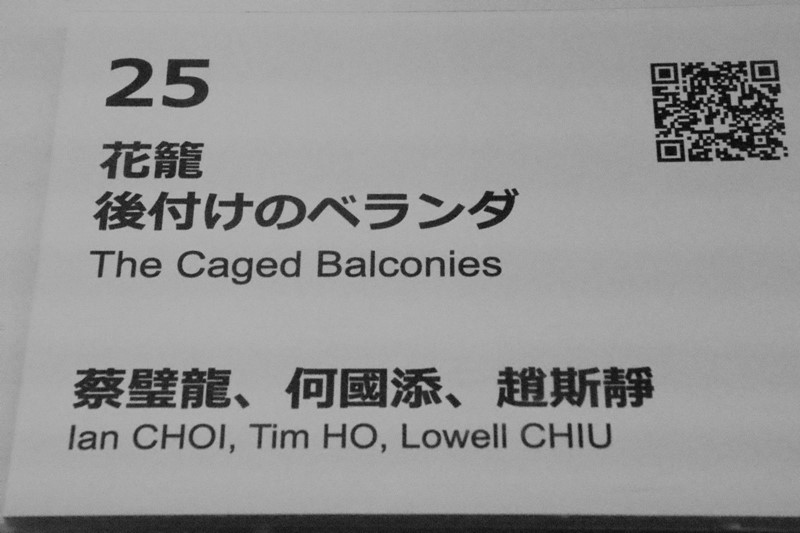 25
花籠
後付けのベランダ
The Caged Balconies
蔡璧龍、何國添、趙斯靜
Ian CHOI, Tim HO, Lowell CHIU